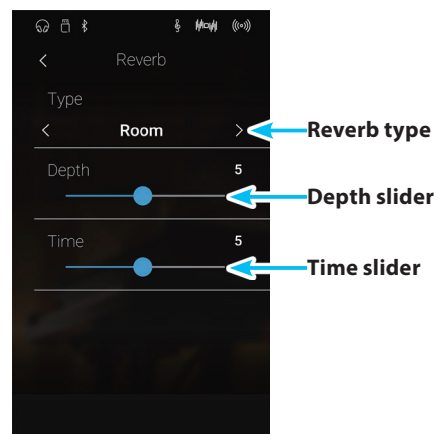 Reverb
Type
Room
Reverb type
Depth 5
Depth slider
Time 5
Time slider